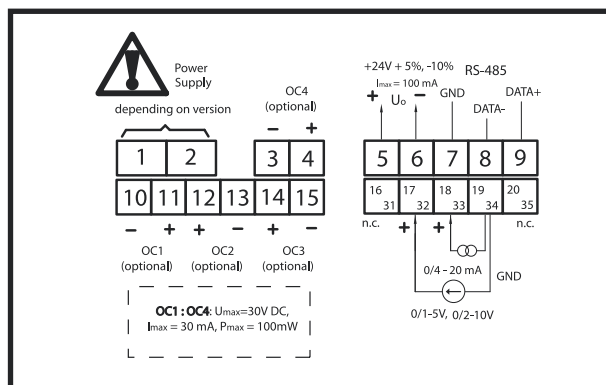 Power
Supply
depending on version
OC4
(optional)
– +
1 2 3 4
10 11 12 13 14 15
– + + – + –
OC1
(optional)
OC2
(optional)
OC3
(optional)
OC1 : OC4: Umax=30V DC,
Imax = 30 mA, Pmax = 100mW
+24V + 5%, -10%
Imax = 100 mA
+ Uo –
RS-485
GND
DATA-
DATA+
5 6 7 8 9
16 17 18 19 20
31 32 33 34 35
n.c. + + n.c.
0/4 – 20 mA
GND
0/1–5V, 0/2–10V